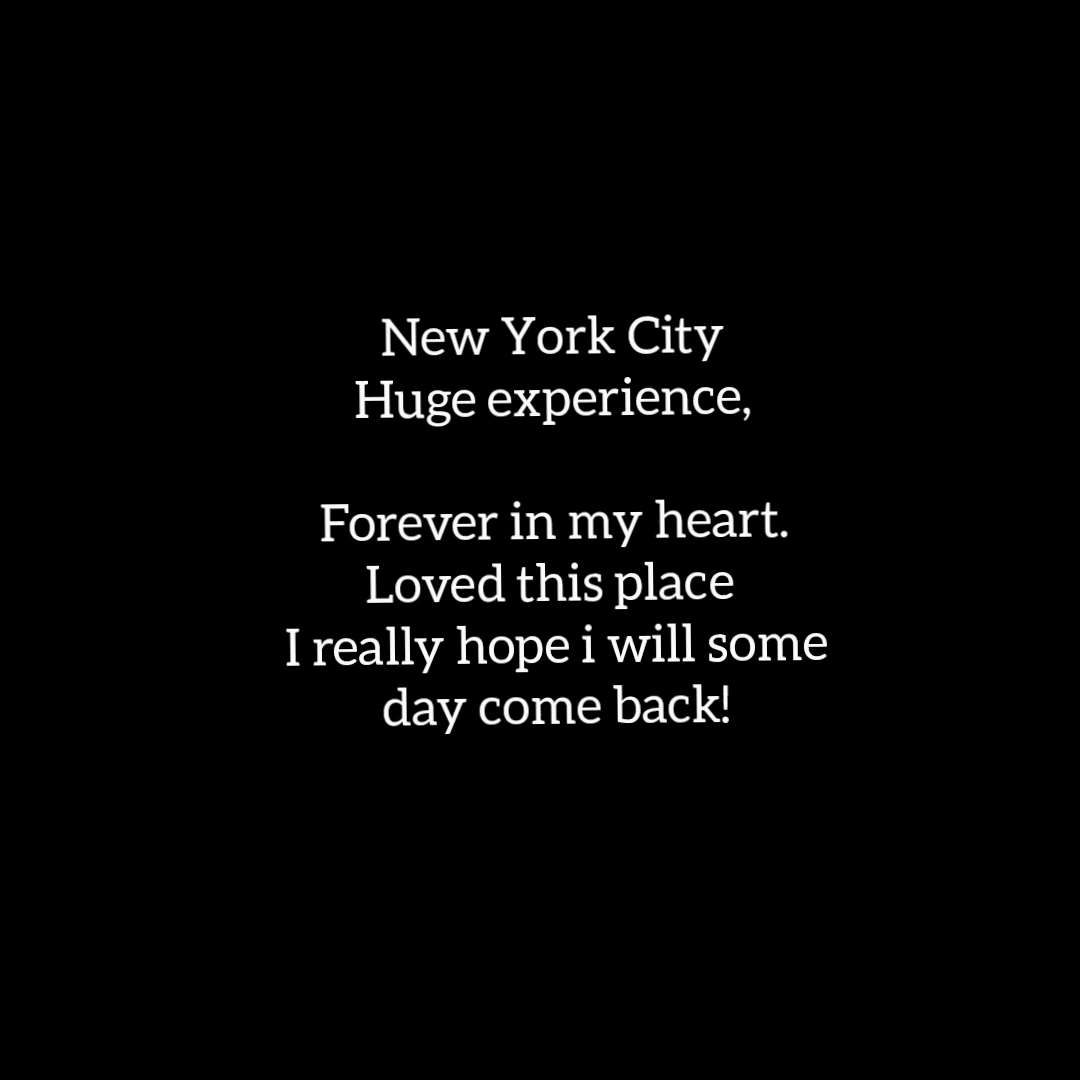 New York City
Huge experience,
Forever in my heart.
Loved this place
I really hope i will some
day come back!